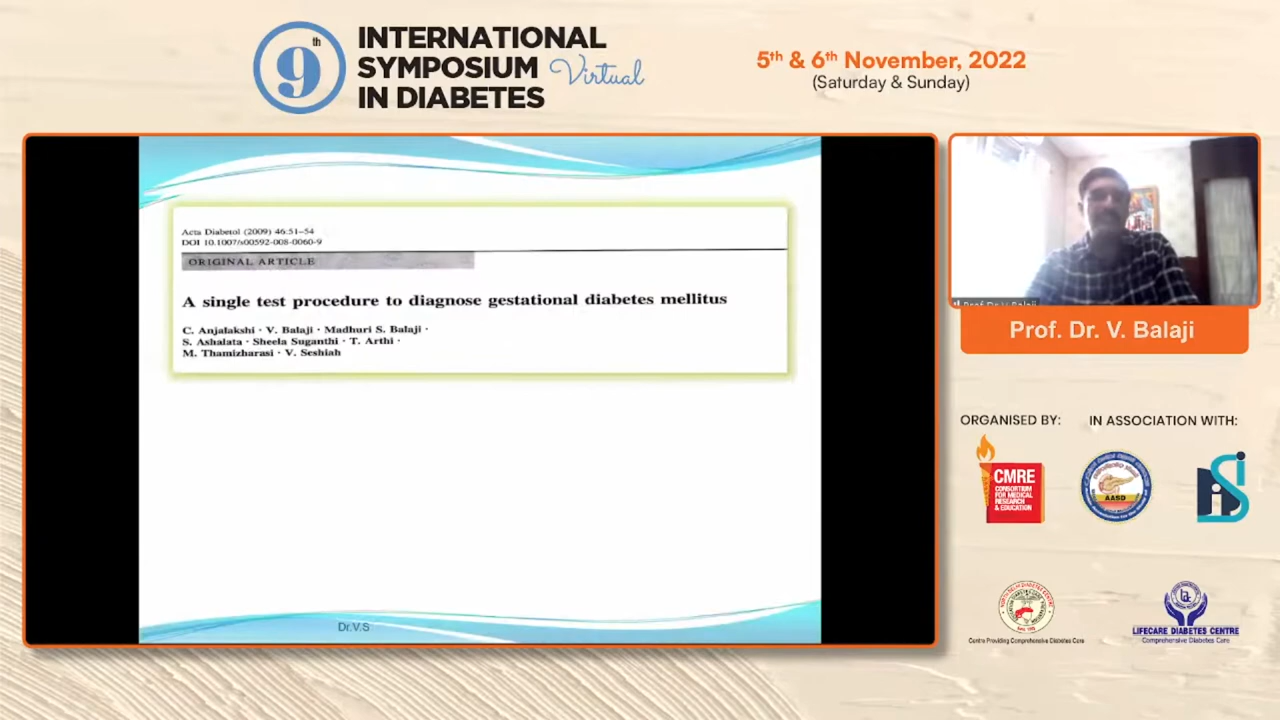 9th
INTERNATIONAL
SYMPOSIUM Virtual
IN DIABETES
5th & 6th November, 2022
(Saturday & Sunday)
Acta Diabetol (2009) 46:51–54
DOI 10.1007/s00592-008-0060-9
ORIGINAL ARTICLE
A single test procedure to diagnose gestational diabetes mellitus
C. Anjalakshi · V. Balaji · Madhuri S. Balaji ·
S. Ashalata · Sheela Suganthi · T. Arthi ·
M. Thamizharasi · V. Seshiah
Dr.V.S
Prof. Dr. V. Balaji
Prof. Dr. V. Balaji
ORGANISED BY:
IN ASSOCIATION WITH:
CMRE
CONSORTIUM
FOR MEDICAL
RESEARCH
& EDUCATION
AASD
Centre Providing Comprehensive Diabetes Care
LIFECARE DIABETES CENTRE
Comprehensive Diabetes Care